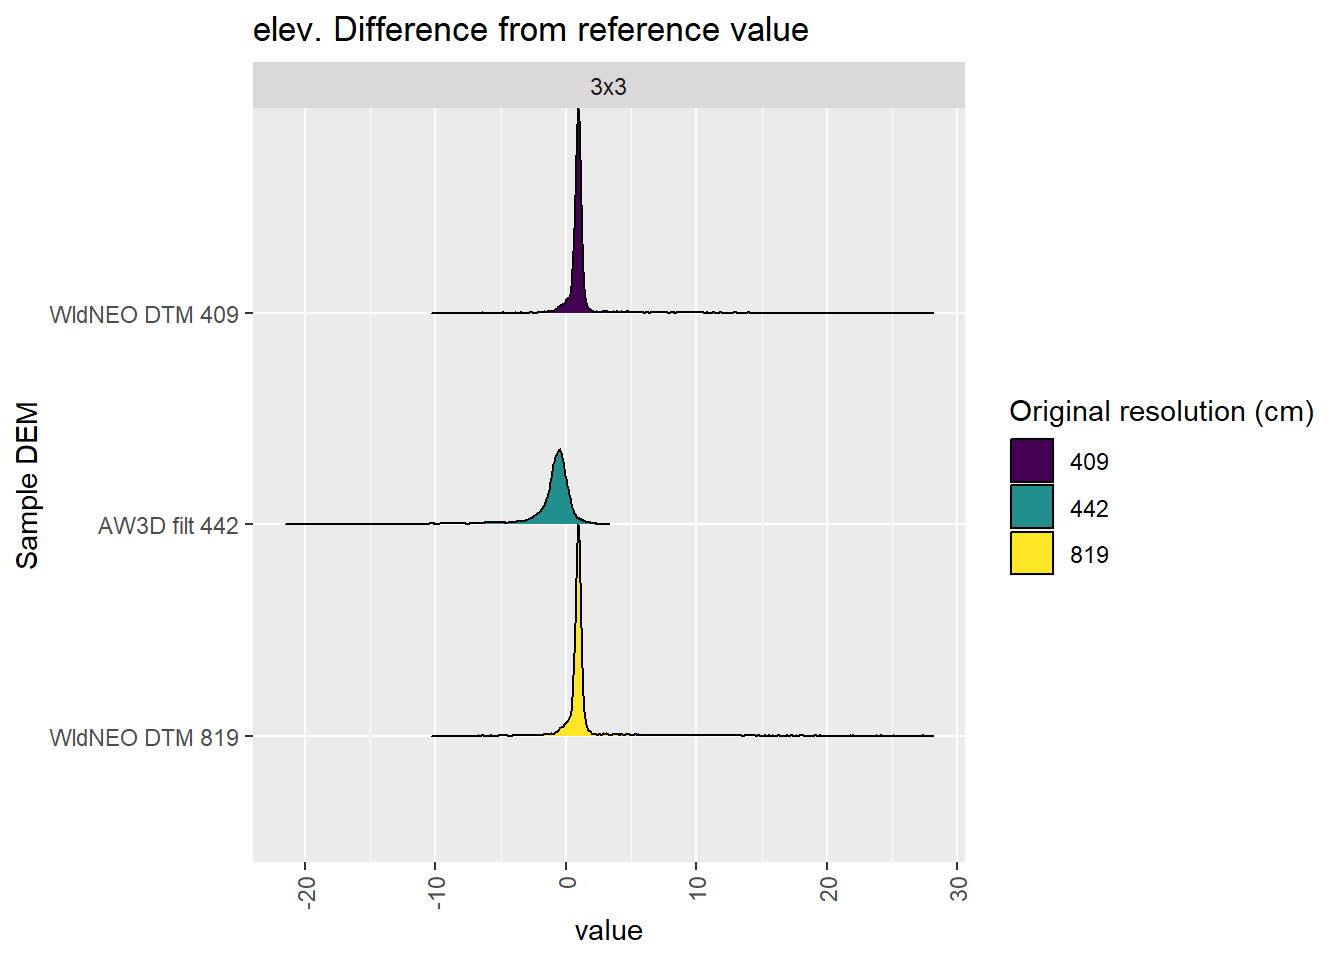 elev. Difference from reference value
3x3
WldNEO DTM 409
AW3D filt 442
WldNEO DTM 819
Sample DEM
-20
-10
0
10
20
30
value
Original resolution (cm)
409
442
819